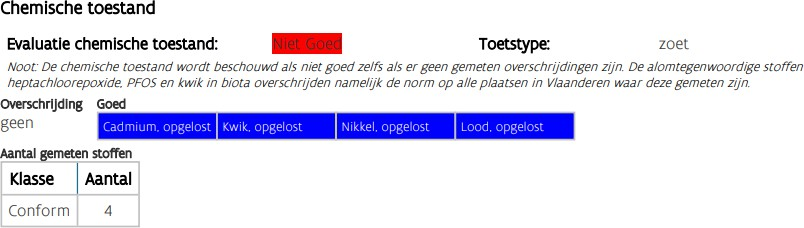 Chemische toestand
Evaluatie chemische toestand: Niet Goed Toetstype: zoet
Noot: De chemische toestand wordt beschouwd als niet goed zelfs als er geen gemeten overschrijdingen zijn. De alomtegenwoordige stoffen
heptachloorepoxide, PFOS en kwik in biota overschrijden namelijk de norm op alle plaatsen in Vlaanderen waar deze gemeten zijn.
Overschrijding Goed
geen Cadmium, opgelost Kwik, opgelost Nikkel, opgelost Lood, opgelost
Aantal gemeten stoffen
Klasse Aantal
Conform 4